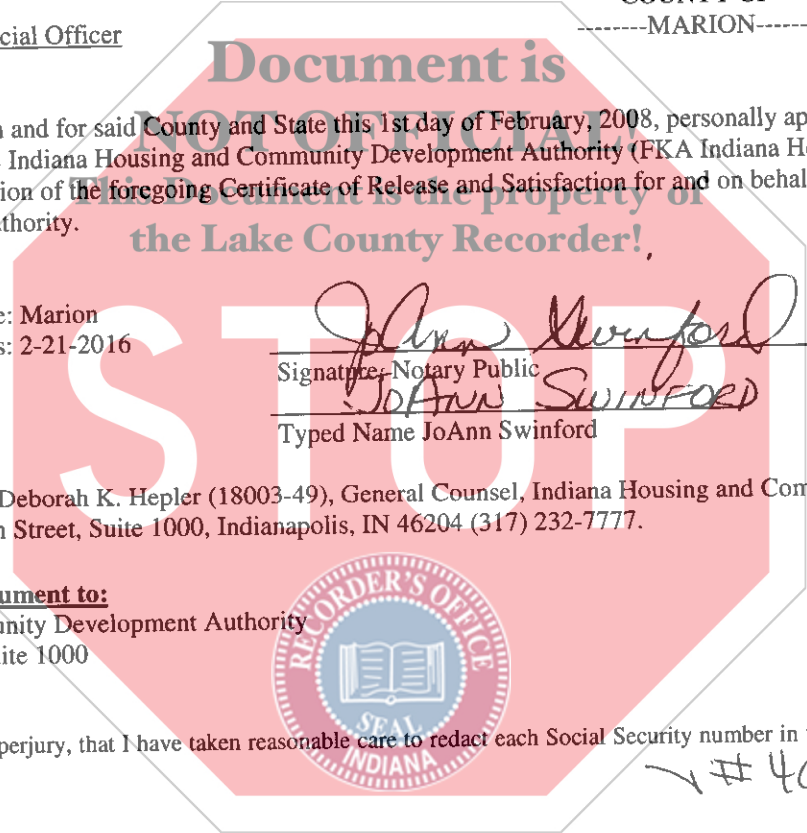 COUNTY OF
cial Officer
--------MARION------
Document is
NOT OFFICIAL!
and for said County and State this 1st day of February, 2008, personally ap
Indiana Housing and Community Development Authority (FKA Indiana H
tion of the foregoing Certificate of Release and Satisfaction for and on behal
This Document is the property of
thority.
the Lake County Recorder!
e: Marion
s: 2-21-2016
JoAnn Swinford
Signature-Notary Public
JOANN SWINFORD
Typed Name JoAnn Swinford
STOP
Deborah K. Hepler (18003-49), General Counsel, Indiana Housing and Com
n Street, Suite 1000, Indianapolis, IN 46204 (317) 232-7777.
ument to:
unity Development Authority
ite 1000
RECORDER'S OFFICE
SEAL
INDIANA
perjury, that I have taken reasonable care to redact each Social Security number in
# 40